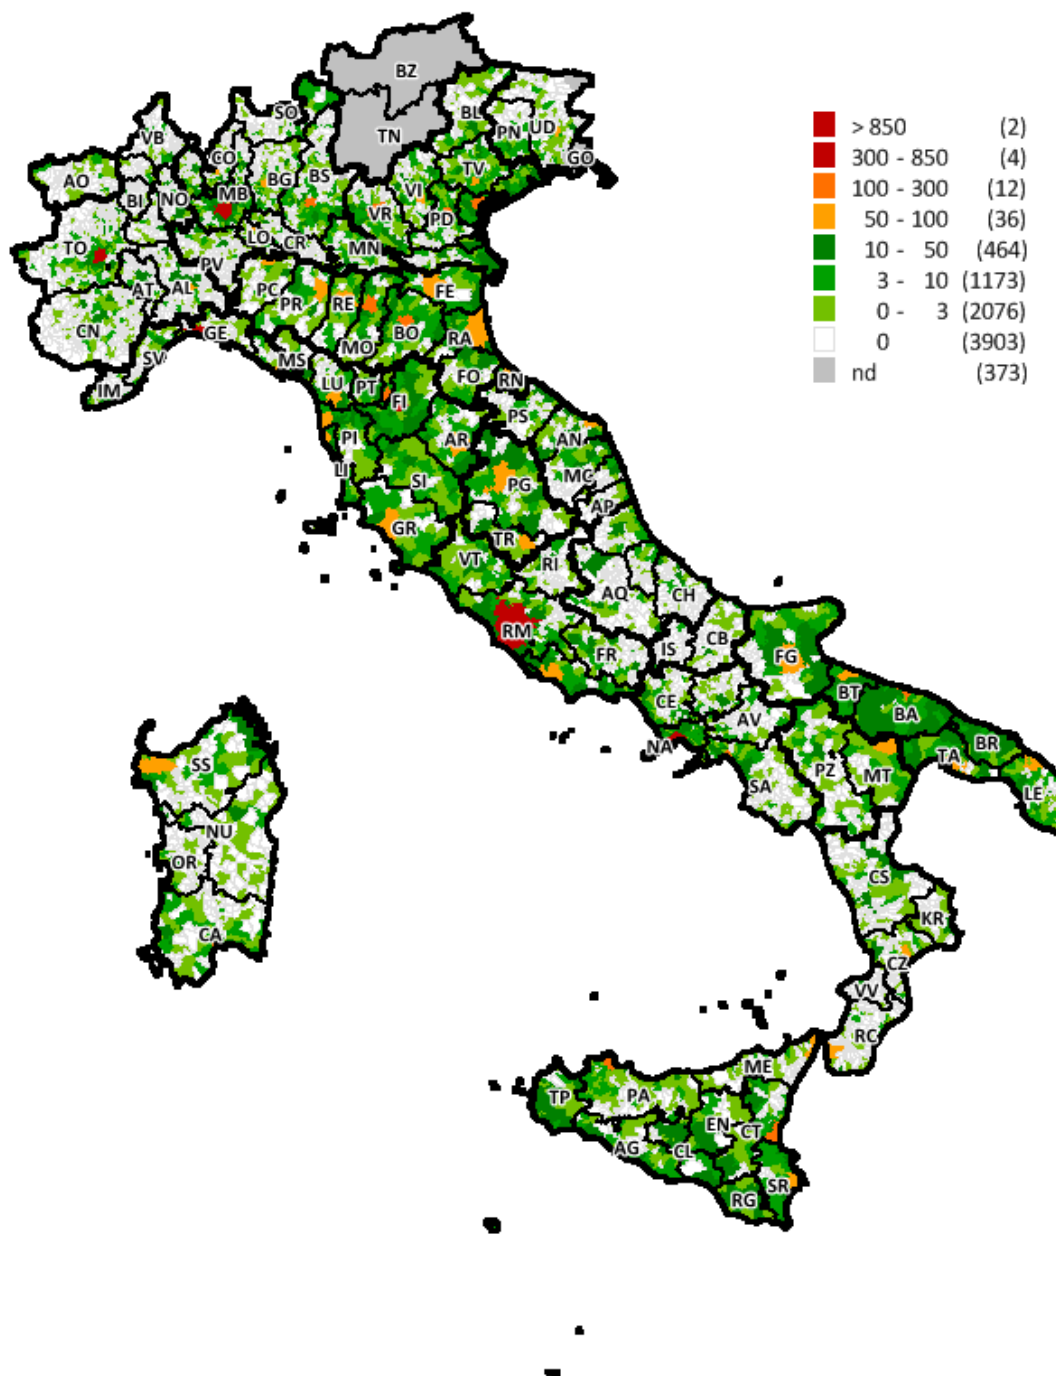 BZ
TN
SO
BL
PN
UD
GO
VB
CO
BG
BS
VI
TV
AO
BI
NO
MB
VR
PD
TO
LO
CR
MN
PV
AT
AL
PC
PR
RE
FE
CN
GE
MO
BO
RA
SV
MS
IM
LU
PT
FI
FO
RN
PS
PI
AR
AN
LI
SI
PG
MC
AP
GR
TR
VT
RI
AQ
CH
RM
FR
IS
CB
FG
CE
AV
BT
BA
NA
SA
PZ
MT
TA
BR
LE
SS
NU
OR
CA
CS
KR
CZ
VV
RC
ME
TP
PA
EN
CT
AG
CL
RG
SR
> 850 (2)
300 - 850 (4)
100 - 300 (12)
50 - 100 (36)
10 - 50 (464)
3 - 10 (1173)
0 - 3 (2076)
0 (3903)
nd (373)